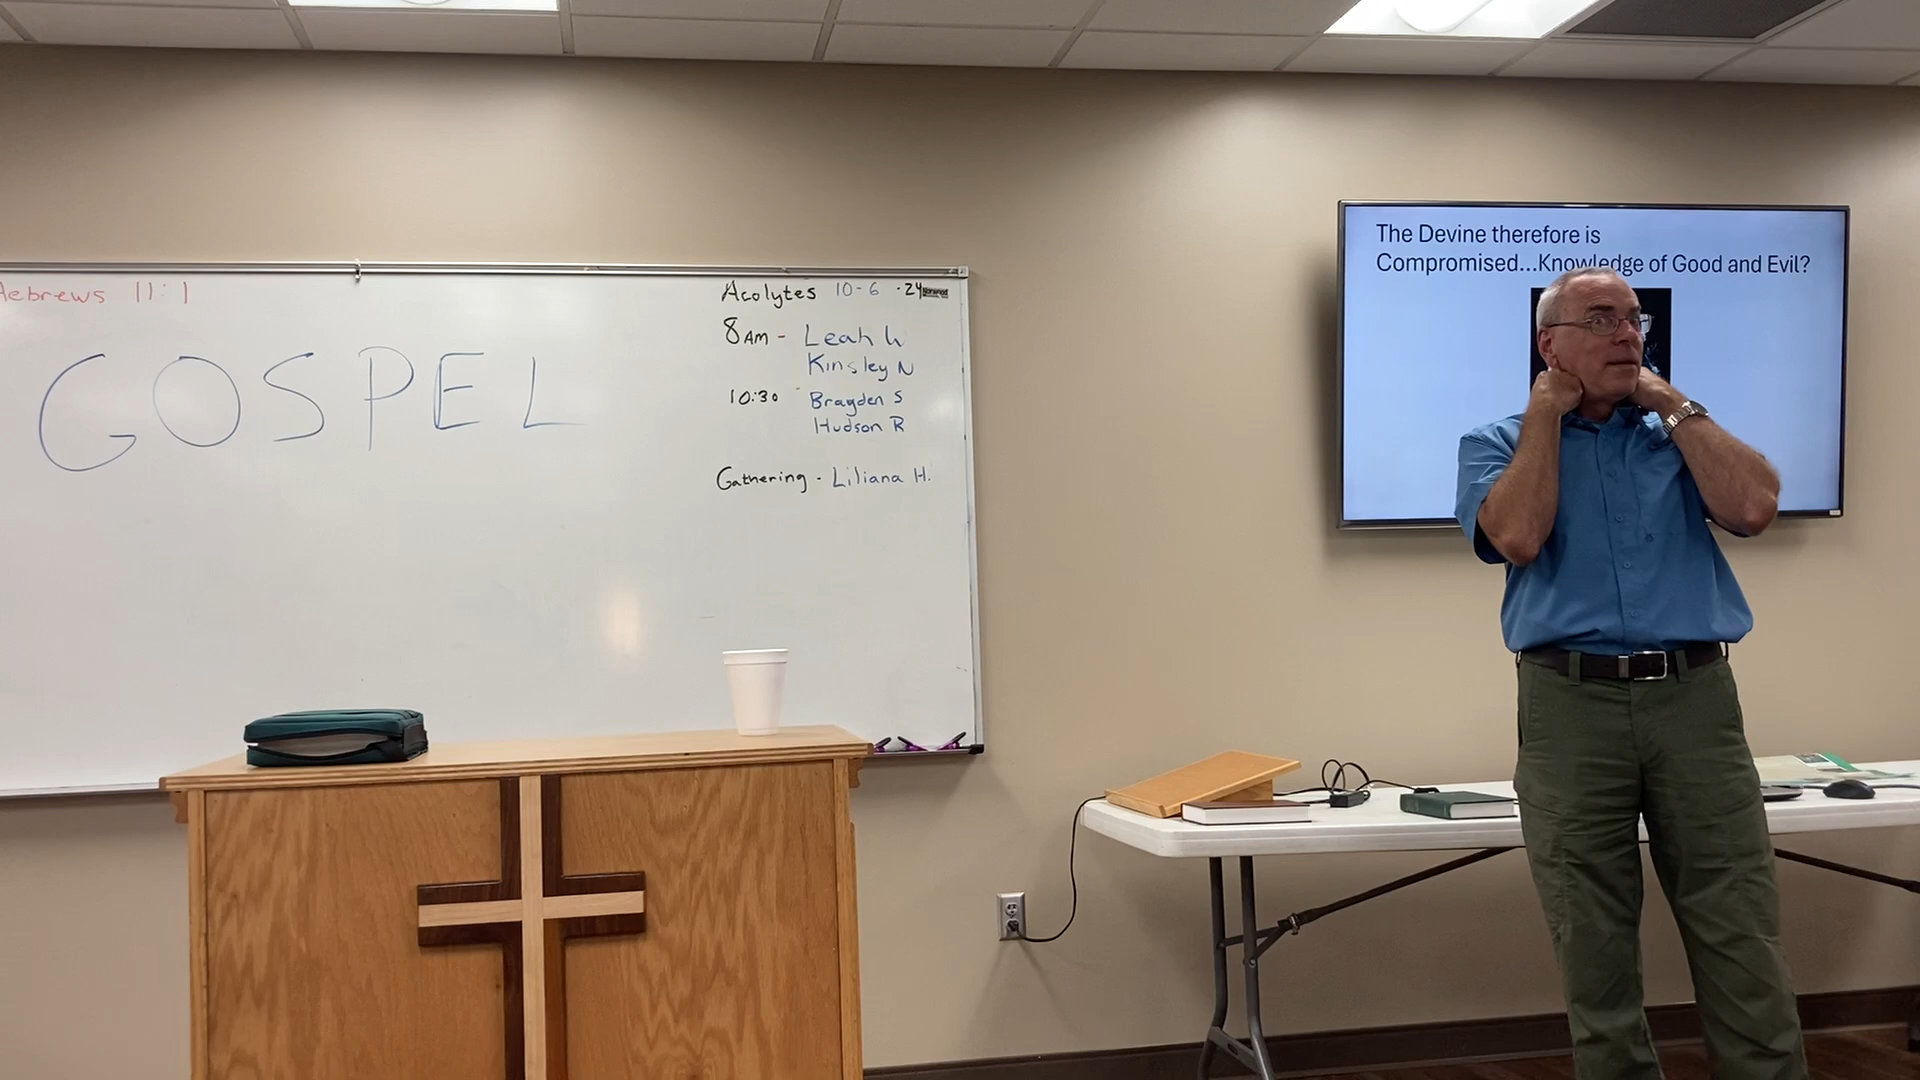 Hebrews 11:1
GOSPEL
Acolytes 10-6-24
8AM - Leah W
Kinsley N
10:30 - Brayden S
Hudson R
Gathering - Liliana H.
The Devine therefore is
Compromised...Knowledge of Good and Evil?